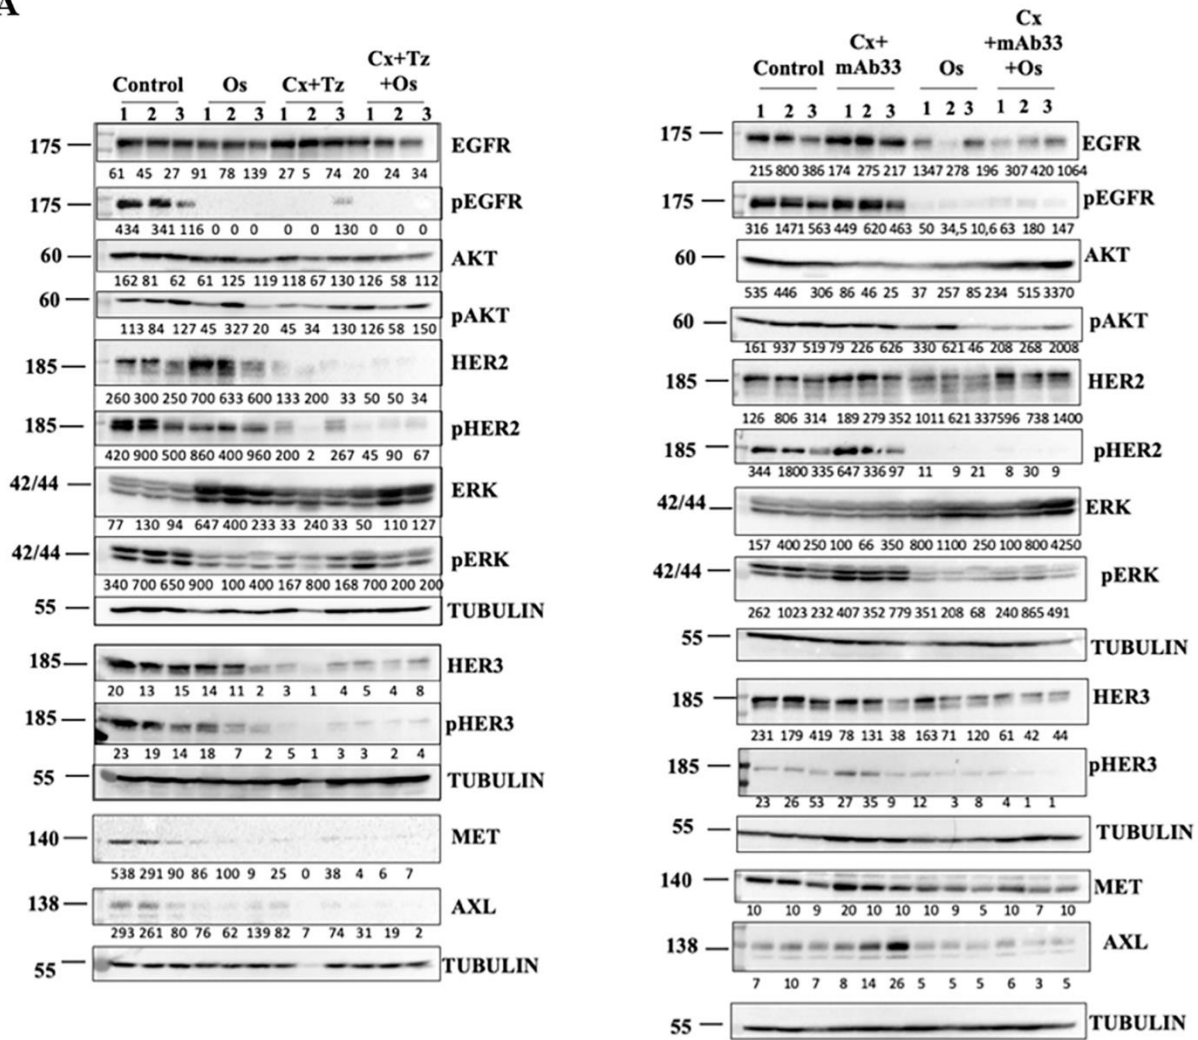 A
Control Os Cx+Tz Cx+Tz +Os
1 2 3 1 2 3 1 2 3 1 2 3
175 EGFR
61 45 27 91 78 139 27 5 74 20 24 34
175 pEGFR
434 341 116 0 0 0 0 0 130 0 0 0
60 AKT
162 81 62 61 125 119 118 67 130 126 58 112
60 pAKT
113 84 127 45 327 20 45 34 130 126 58 150
185 HER2
260 300 250 700 633 600 133 200 33 50 50 34
185 pHER2
420 900 500 860 400 960 200 2 267 45 90 67
42/44 ERK
77 130 94 647 400 233 33 240 33 50 110 127
42/44 pERK
340 700 650 900 100 400 167 800 168 700 200 200
55 TUBULIN
185 HER3
20 13 15 14 11 2 3 1 4 5 4 8
185 pHER3
23 19 14 18 7 2 5 1 3 3 2 4
55 TUBULIN
140 MET
538 291 90 86 100 9 25 0 38 4 6 7
138 AXL
293 261 80 76 62 139 82 7 74 31 19 2
55 TUBULIN
Control Cx+ mAb33 Os Cx +mAb33 +Os
1 2 3 1 2 3 1 2 3 1 2 3
175 EGFR
215 800 386 174 275 217 1347 278 196 307 420 1064
175 pEGFR
316 1471 563 449 620 463 50 34,5 10,6 63 180 147
60 AKT
535 446 306 86 46 25 37 257 85 234 515 3370
60 pAKT
161 937 519 79 226 626 330 621 46 208 268 2008
185 HER2
126 806 314 189 279 352 1011 621 337 596 738 1400
185 pHER2
344 1800 335 647 336 97 11 9 21 8 30 9
42/44 ERK
157 400 250 100 66 350 800 1100 250 100 800 4250
42/44 pERK
262 1023 232 407 352 779 351 208 68 240 865 491
55 TUBULIN
185 HER3
231 179 419 78 131 38 163 71 120 61 42 44
185 pHER3
23 26 53 27 35 9 12 3 8 4 1 1
55 TUBULIN
140 MET
10 10 9 20 10 10 10 9 5 10 7 10
138 AXL
7 10 7 8 14 26 5 5 5 6 3 5
55 TUBULIN